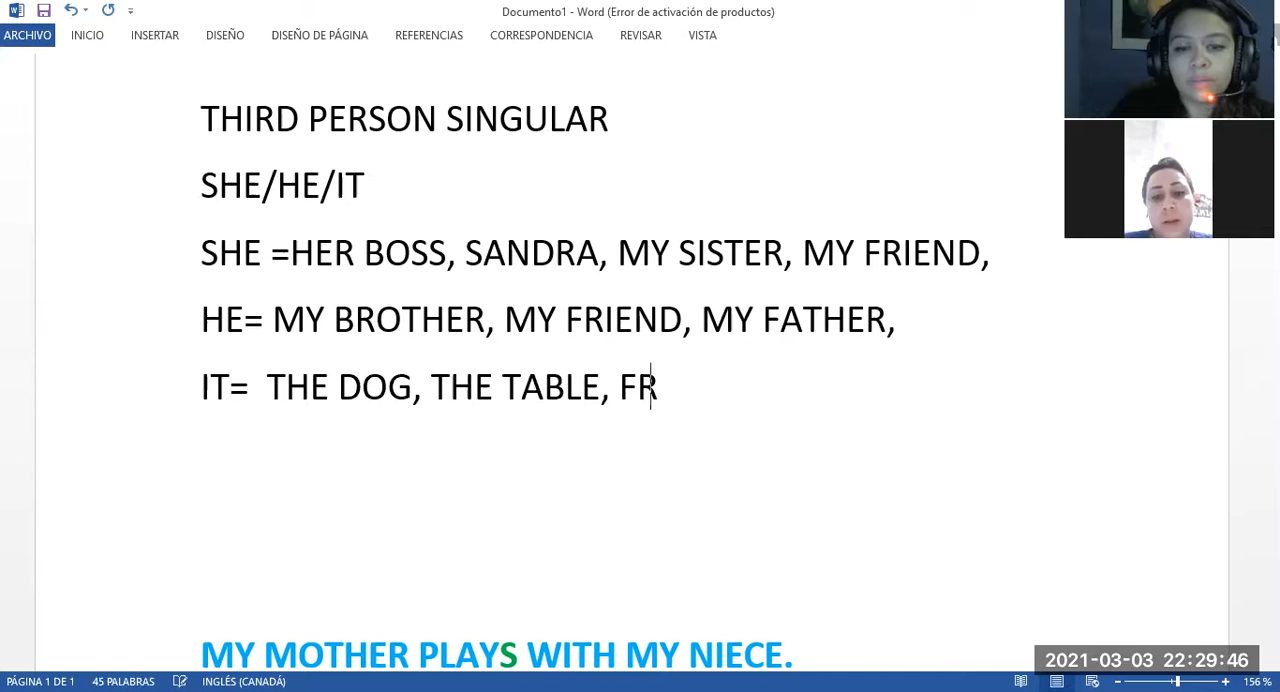 Documento1 - Word (Error de activación de productos)
ARCHIVO INICIO INSERTAR DISEÑO DISEÑO DE PÁGINA REFERENCIAS CORRESPONDENCIA REVISAR VISTA
THIRD PERSON SINGULAR
SHE/HE/IT
SHE =HER BOSS, SANDRA, MY SISTER, MY FRIEND,
HE= MY BROTHER, MY FRIEND, MY FATHER,
IT=  THE DOG, THE TABLE, FR
MY MOTHER PLAYS WITH MY NIECE.
2021-03-03 22:29:46
PÁGINA 1 DE 1 45 PALABRAS INGLÉS (CANADÁ) 156 %